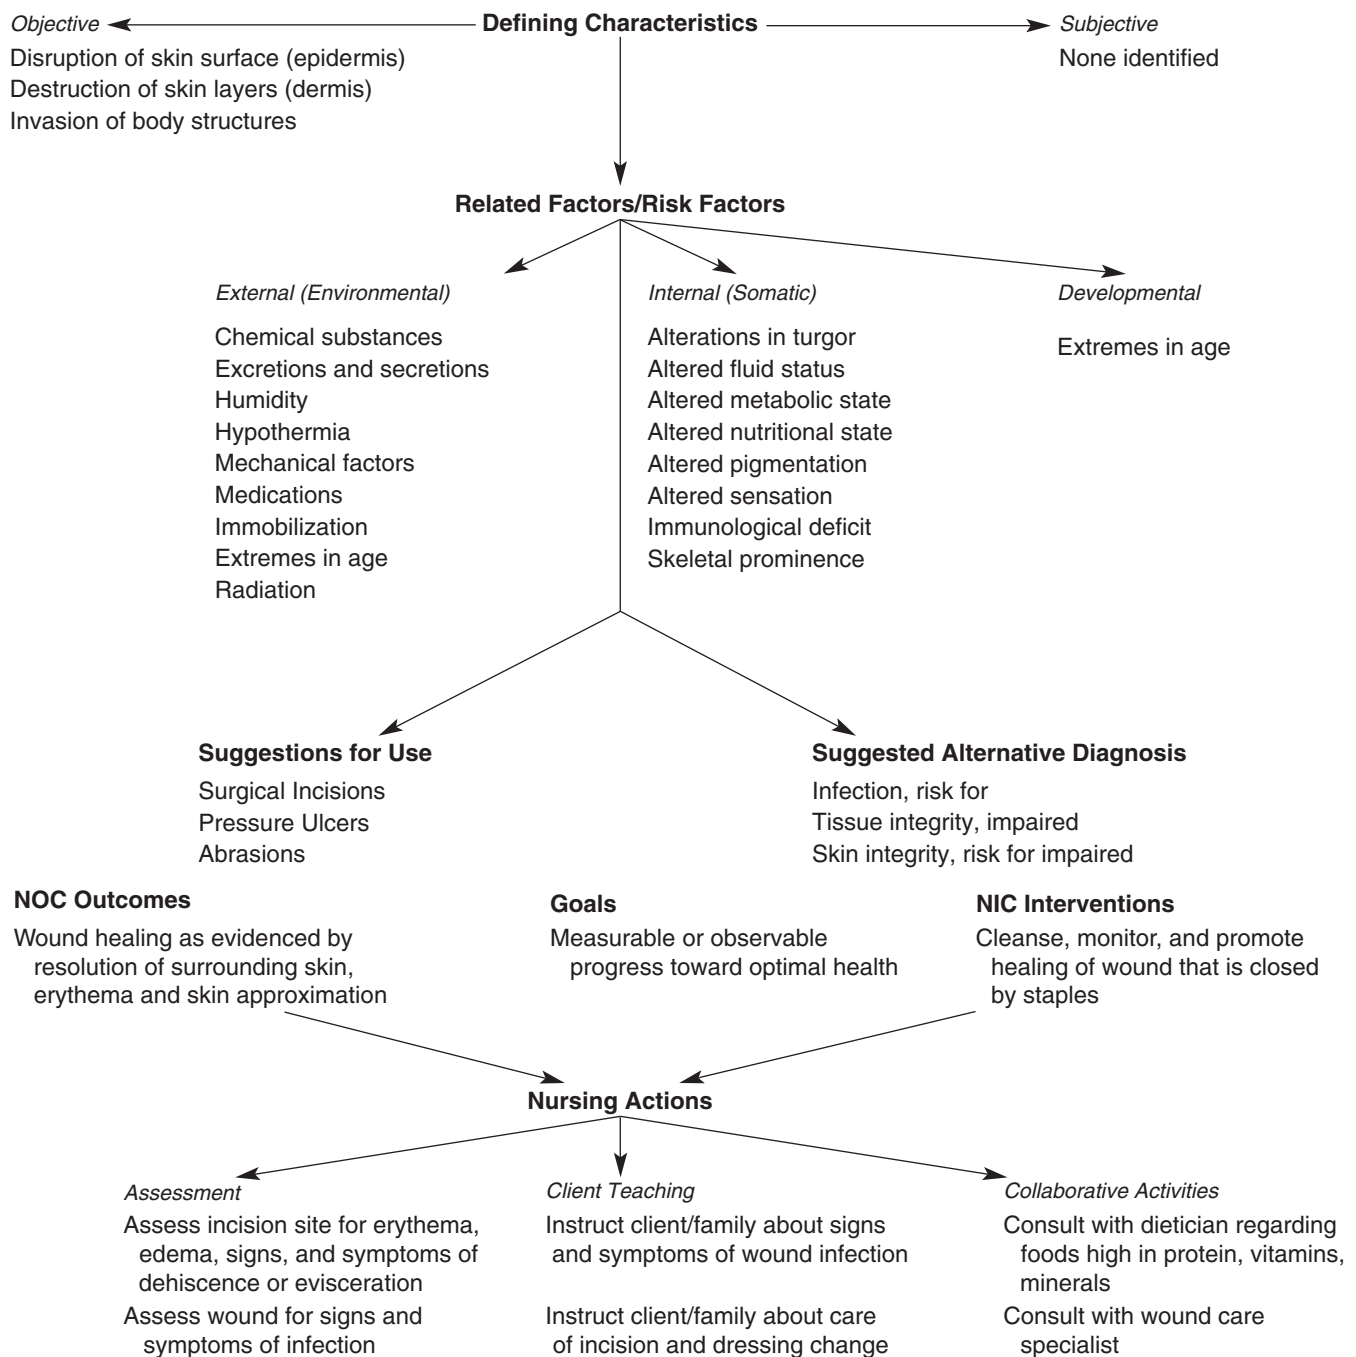 Objective
Defining Characteristics
Subjective
Disruption of skin surface (epidermis)
Destruction of skin layers (dermis)
Invasion of body structures
None identified
Related Factors/Risk Factors
External (Environmental)
Chemical substances
Excretions and secretions
Humidity
Hypothermia
Mechanical factors
Medications
Immobilization
Extremes in age
Radiation
Internal (Somatic)
Alterations in turgor
Altered fluid status
Altered metabolic state
Altered nutritional state
Altered pigmentation
Altered sensation
Immunological deficit
Skeletal prominence
Developmental
Extremes in age
Suggestions for Use
Surgical Incisions
Pressure Ulcers
Abrasions
Suggested Alternative Diagnosis
Infection, risk for
Tissue integrity, impaired
Skin integrity, risk for impaired
NOC Outcomes
Wound healing as evidenced by
resolution of surrounding skin,
erythema and skin approximation
Goals
Measurable or observable
progress toward optimal health
NIC Interventions
Cleanse, monitor, and promote
healing of wound that is closed
by staples
Nursing Actions
Assessment
Assess incision site for erythema,
edema, signs, and symptoms of
dehiscence or evisceration
Assess wound for signs and
symptoms of infection
Client Teaching
Instruct client/family about signs
and symptoms of wound infection
Instruct client/family about care
of incision and dressing change
Collaborative Activities
Consult with dietician regarding
foods high in protein, vitamins,
minerals
Consult with wound care
specialist